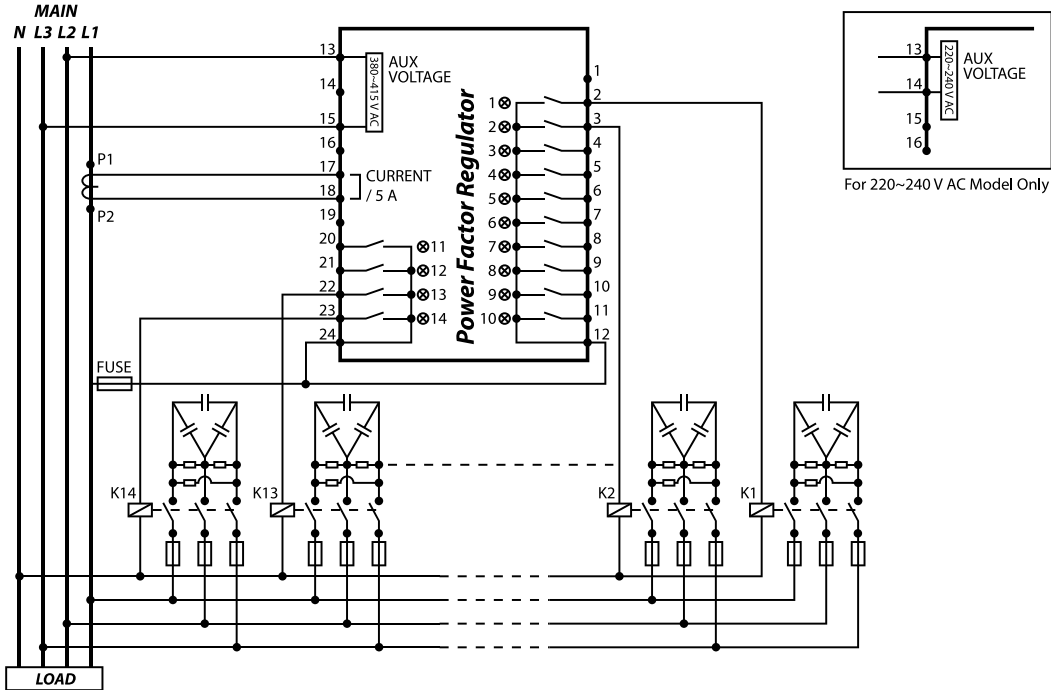 MAIN
N L3 L2 L1
13
14
15
16
17
18
19
20
21
22
23
24
380~415 V AC
AUX
VOLTAGE
CURRENT
/ 5 A
P1
P2
11
12
13
14
Power Factor Regulator
1
2
3
4
5
6
7
8
9
10
1
2
3
4
5
6
7
8
9
10
11
12
13
14
15
16
220~240 V AC
AUX
VOLTAGE
For 220~240 V AC Model Only
FUSE
K14
K13
K2
K1
LOAD